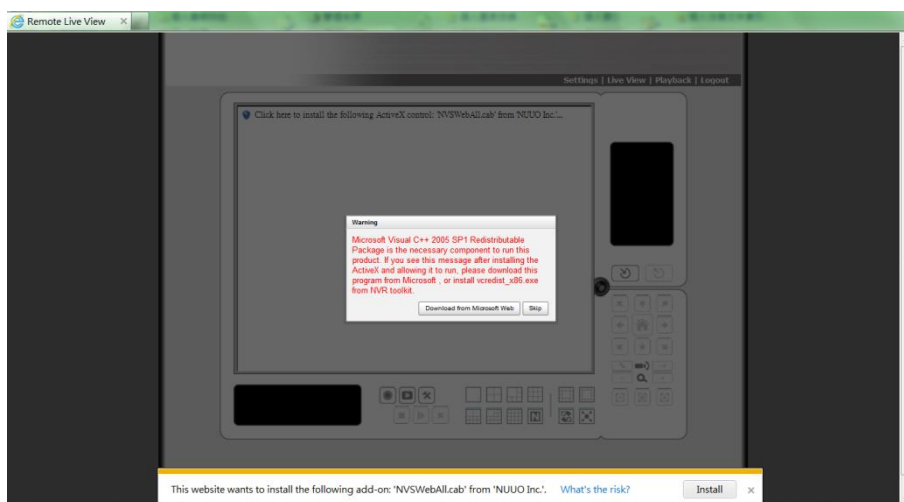 Remote Live View
Settings | Live View | Playback | Logout
Click here to install the following ActiveX control: 'NVSWebAll.cab' from 'NUUO Inc.'...
Warning
Microsoft Visual C++ 2005 SP1 Redistributable
Package is the necessary component to run this
product. If you see this message after installing the
ActiveX and allowing it to run, please download this
program from Microsoft , or install vcredist_x86.exe
from NVR toolkit.
Download from Microsoft Web
Skip
This website wants to install the following add-on: 'NVSWebAll.cab' from 'NUUO Inc.'. What's the risk? Install